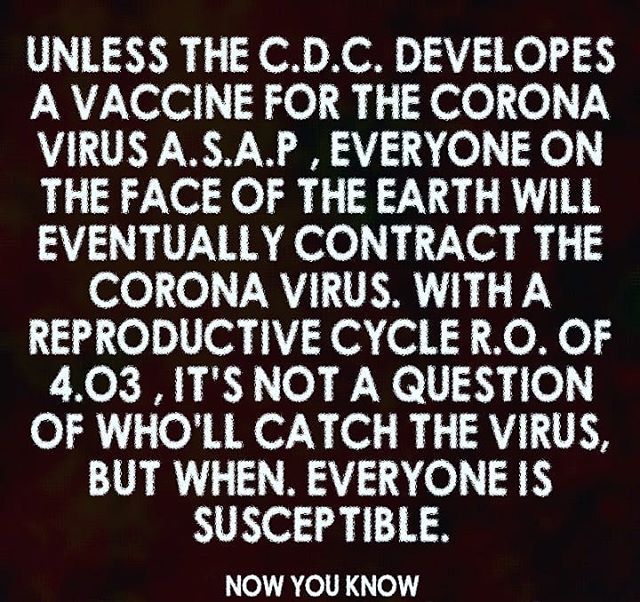 UNLESS THE C.D.C. DEVELOPES
A VACCINE FOR THE CORONA
VIRUS A.S.A.P , EVERYONE ON
THE FACE OF THE EARTH WILL
EVENTUALLY CONTRACT THE
CORONA VIRUS. WITH A
REPRODUCTIVE CYCLE R.O. OF
4.03 , IT'S NOT A QUESTION
OF WHO'LL CATCH THE VIRUS,
BUT WHEN. EVERYONE IS
SUSCEPTIBLE.
NOW YOU KNOW